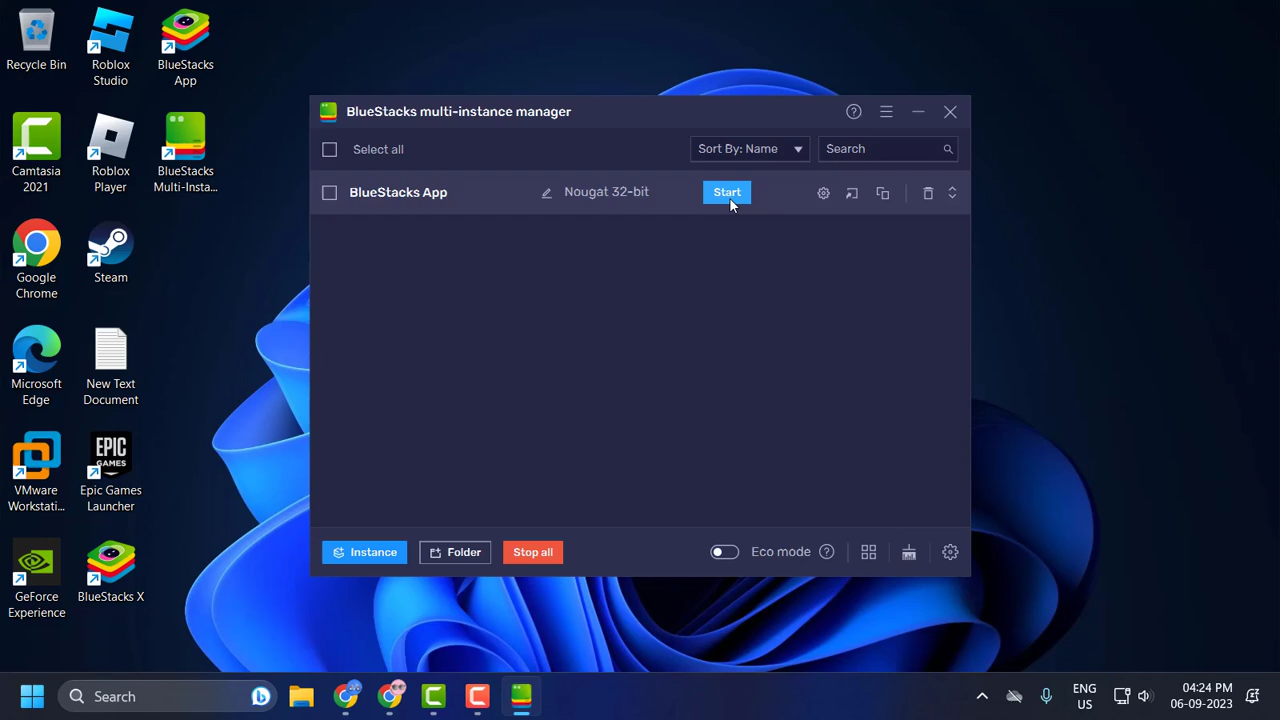 Recycle Bin
Roblox
Studio
BlueStacks
App
Camtasia
2021
Roblox
Player
BlueStacks
Multi-Insta...
Google
Chrome
Steam
Microsoft
Edge
New Text
Document
VMware
Workstati...
EPIC
GAMES
Epic Games
Launcher
GeForce
Experience
BlueStacks X
BlueStacks multi-instance manager
Select all
Sort By: Name
Search
BlueStacks App
Nougat 32-bit
Start
Instance
Folder
Stop all
Eco mode
Search
ENG
US
04:24 PM
06-09-2023